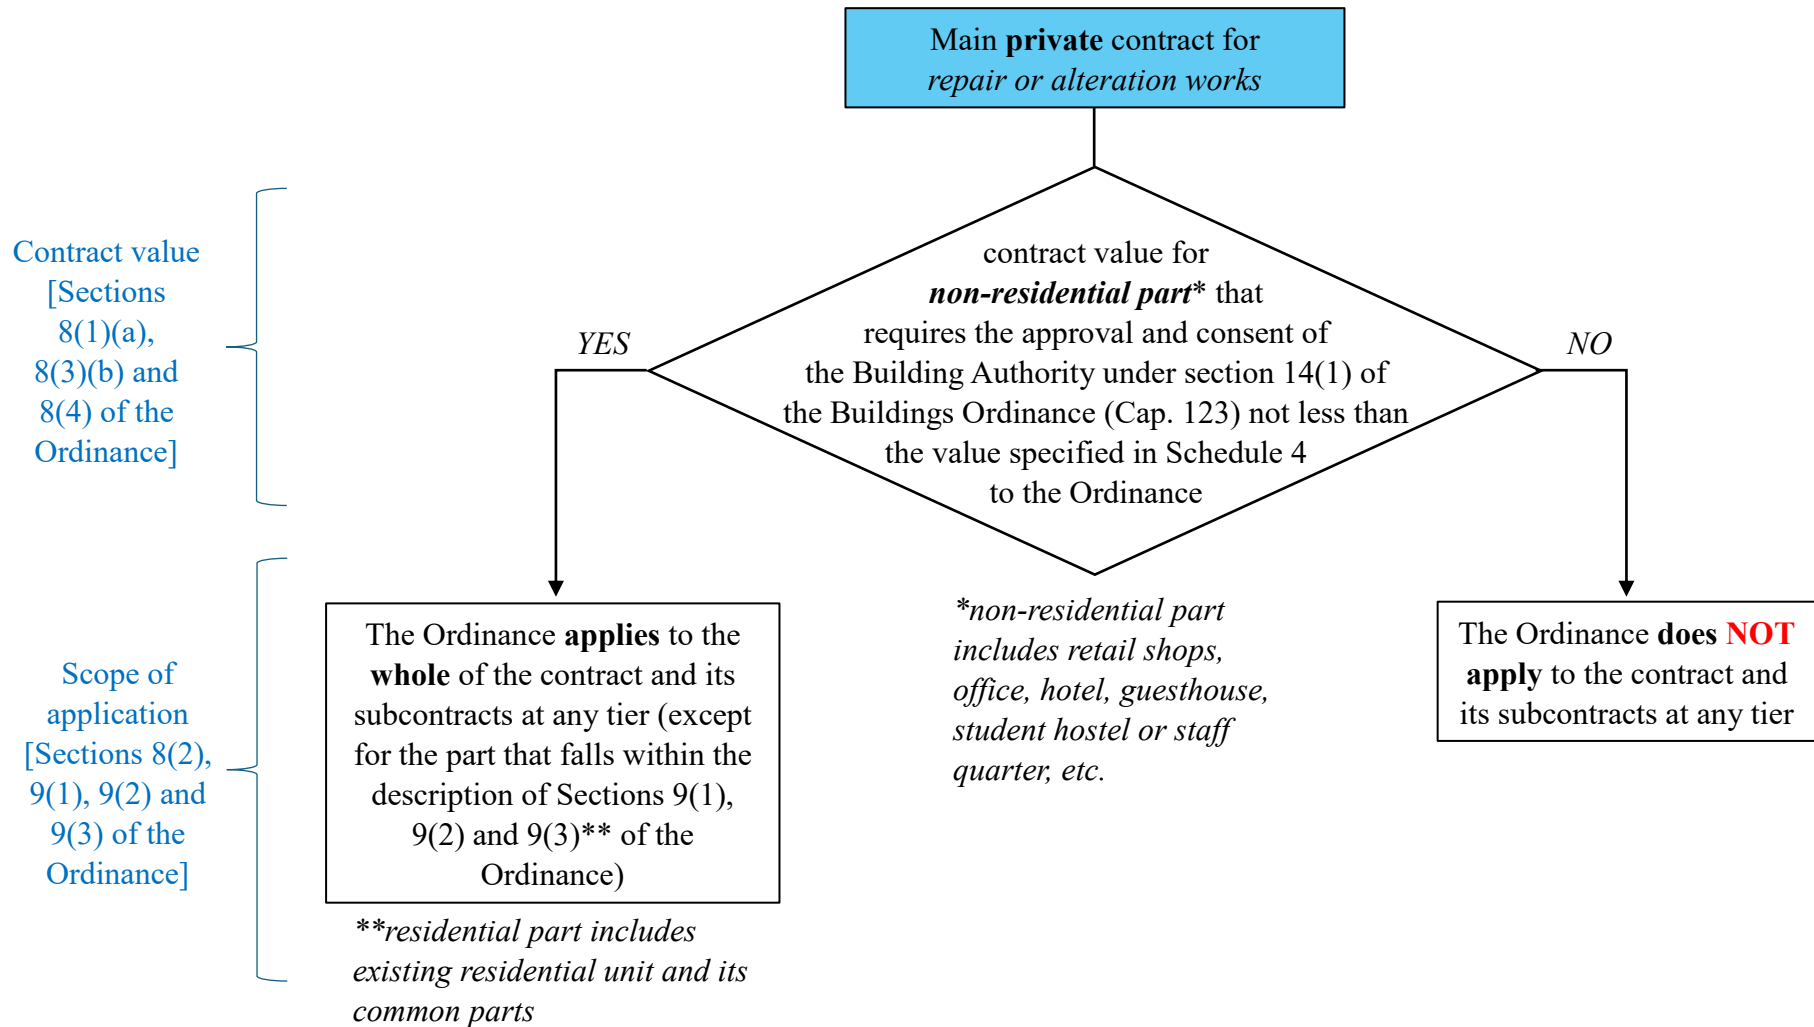 Main private contract for
repair or alteration works
Contract value
[Sections
8(1)(a),
8(3)(b) and
8(4) of the
Ordinance]
contract value for
non-residential part* that
requires the approval and consent of
the Building Authority under section 14(1) of
the Buildings Ordinance (Cap. 123) not less than
the value specified in Schedule 4
to the Ordinance
YES
NO
Scope of
application
[Sections 8(2),
9(1), 9(2) and
9(3) of the
Ordinance]
The Ordinance applies to the
whole of the contract and its
subcontracts at any tier (except
for the part that falls within the
description of Sections 9(1),
9(2) and 9(3)** of the
Ordinance)
**residential part includes
existing residential unit and its
common parts
*non-residential part
includes retail shops,
office, hotel, guesthouse,
student hostel or staff
quarter, etc.
The Ordinance does NOT
apply to the contract and
its subcontracts at any tier